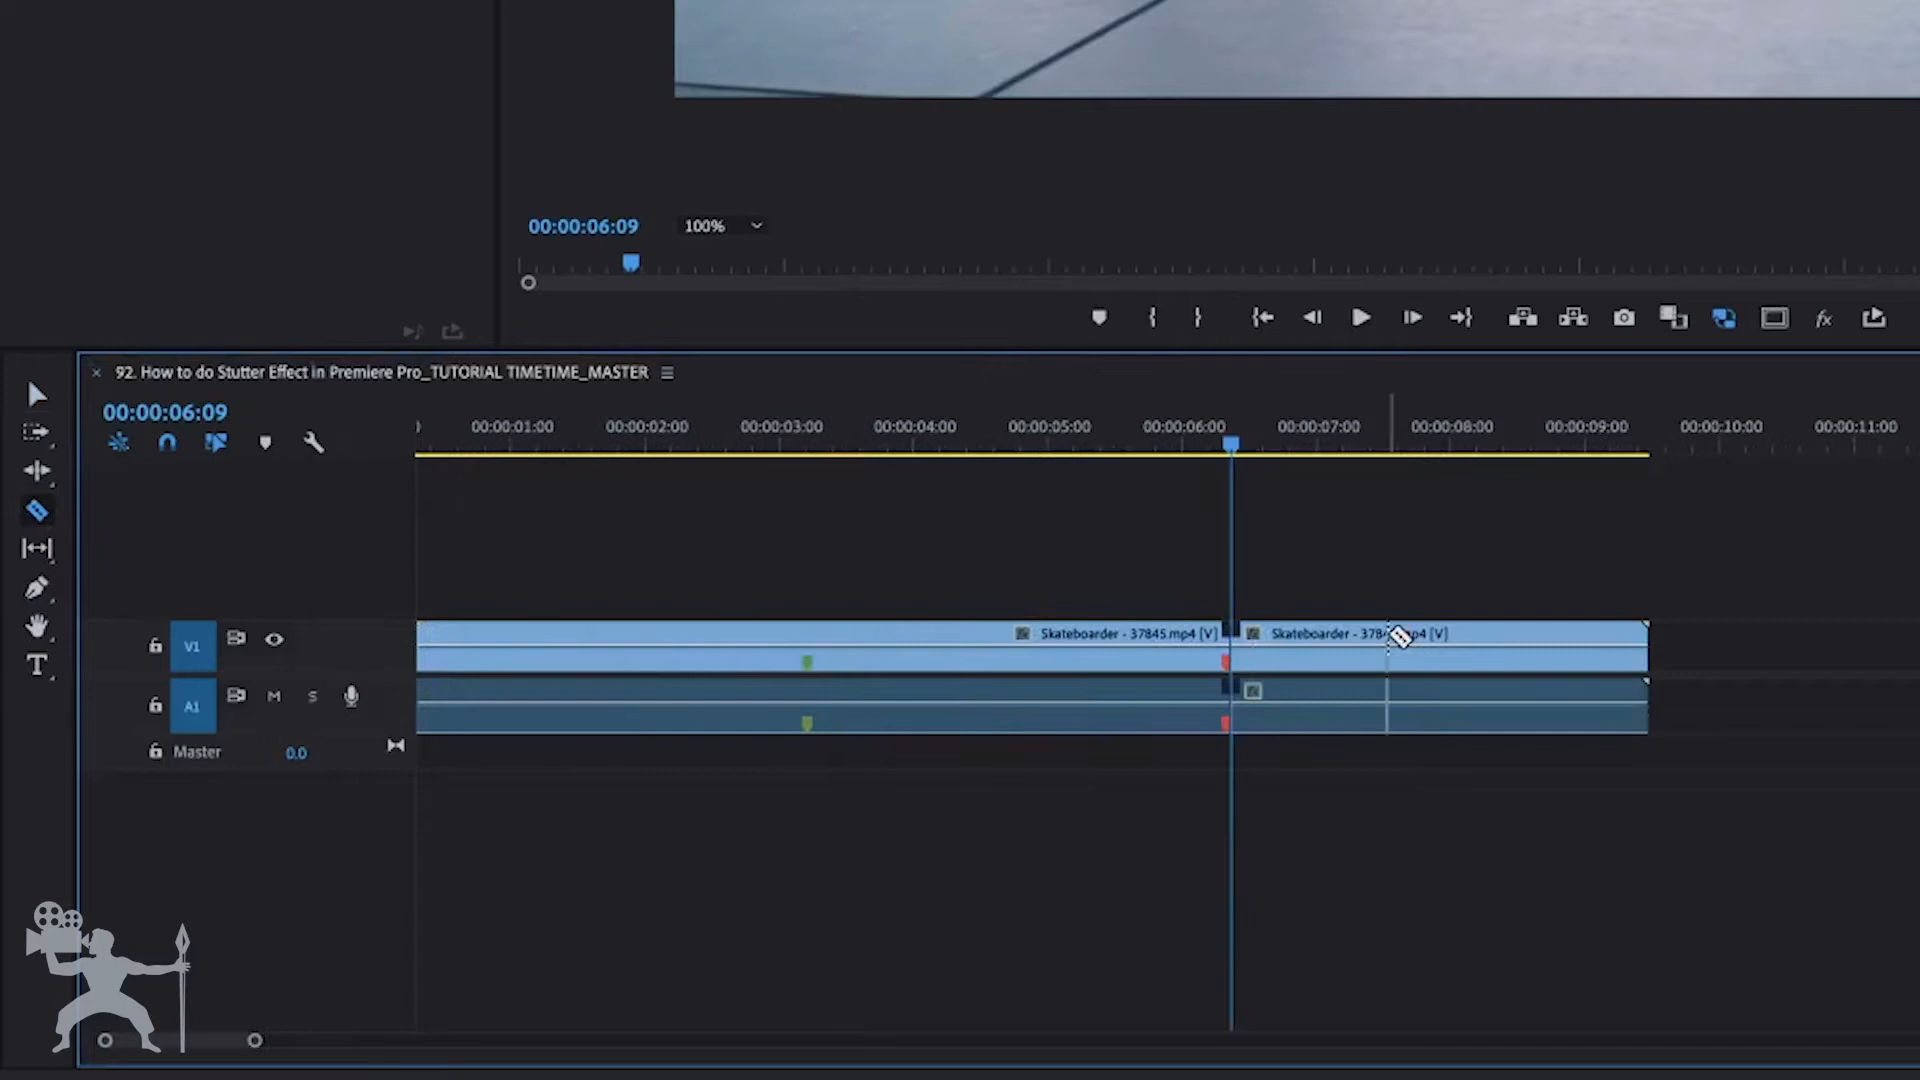 00:00:06:09
100%
92. How to do Stutter Effect in Premiere Pro_TUTORIAL TIMETIME_MASTER
00:00:06:09
00:00:01:00 00:00:02:00 00:00:03:00 00:00:04:00 00:00:05:00 00:00:06:00 00:00:07:00 00:00:08:00 00:00:09:00 00:00:10:00 00:00:11:00
fx
Skateboarder - 37845.mp4 [V]
Skateboarder - 378 mp4 [V]
V1
A1
M
S
Master
0.0
T